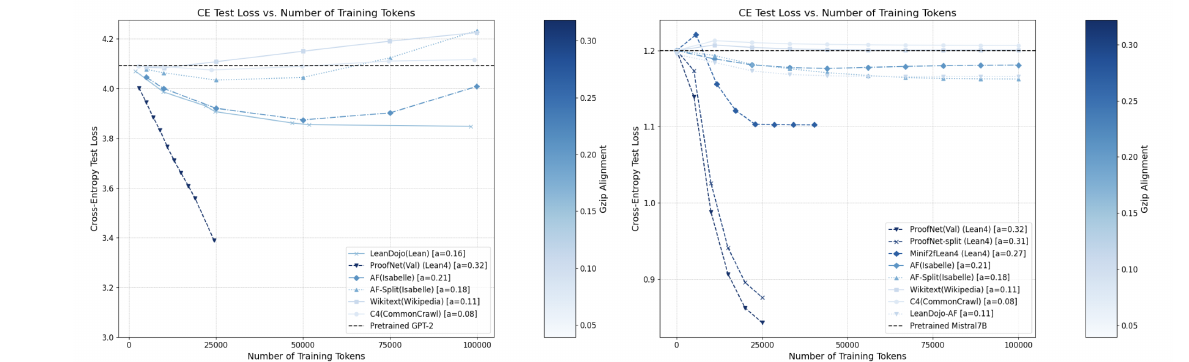 CE Test Loss vs. Number of Training Tokens
4.2
4.0
3.8
3.6
3.4
3.2
3.0
Cross-Entropy Test Loss
LeanDojo(Lean) [a=0.16]
ProofNet(Val) (Lean4) [a=0.32]
AF(Isabelle) [a=0.21]
AF-Split(Isabelle) [a=0.18]
Wikitext(Wikipedia) [a=0.11]
C4(CommonCrawl) [a=0.08]
Pretrained GPT-2
0 25000 50000 75000 100000
Number of Training Tokens
0.30
0.25
0.20
0.15
0.10
0.05
Gzip Alignment
CE Test Loss vs. Number of Training Tokens
1.2
1.1
1.0
0.9
Cross-Entropy Test Loss
ProofNet(Val) (Lean4) [a=0.32]
ProofNet-split (Lean4) [a=0.31]
Minif2fLean4 (Lean4) [a=0.27]
AF(Isabelle) [a=0.21]
AF-Split(Isabelle) [a=0.18]
Wikitext(Wikipedia) [a=0.11]
C4(CommonCrawl) [a=0.08]
LeanDojo-AF [a=0.11]
Pretrained Mistral7B
0 25000 50000 75000 100000
Number of Training Tokens
0.30
0.25
0.20
0.15
0.10
0.05
Gzip Alignment